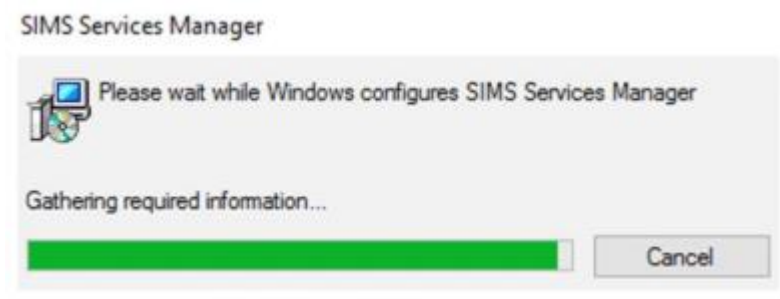 SIMS Services Manager
Please wait while Windows configures SIMS Services Manager
Gathering required information...
Cancel